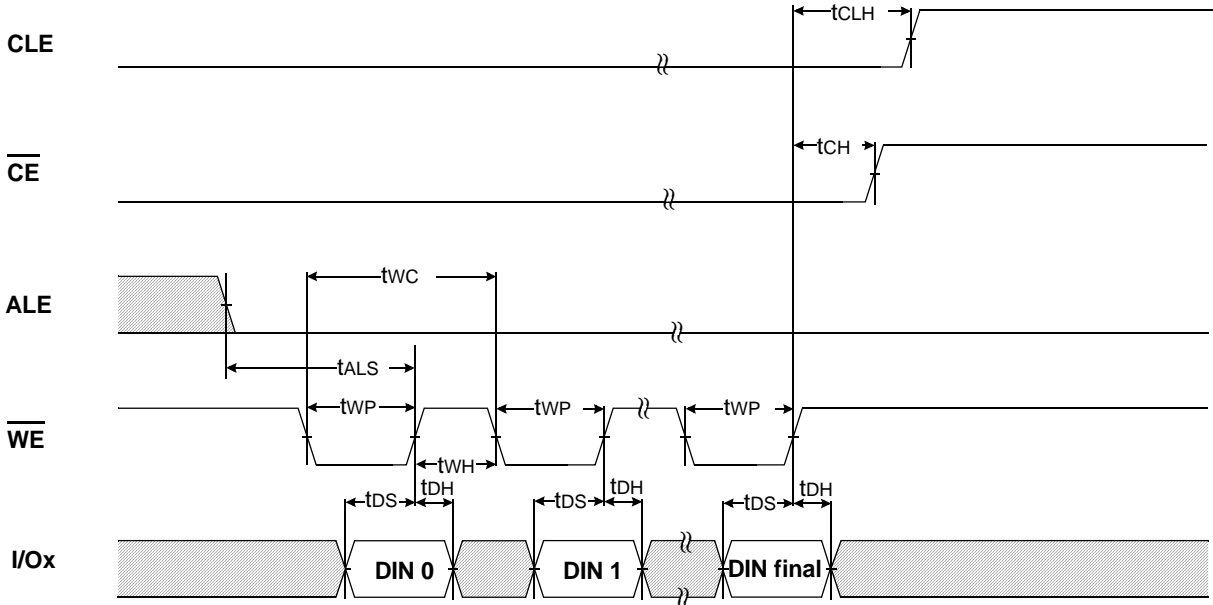 tCLH
CLE
tCH
CE
tWC
ALE
tALS
tWP
tWP
tWP
WE
tWH
tDS
tDH
tDS
tDH
tDS
tDH
I/Ox
DIN 0
DIN 1
DIN final